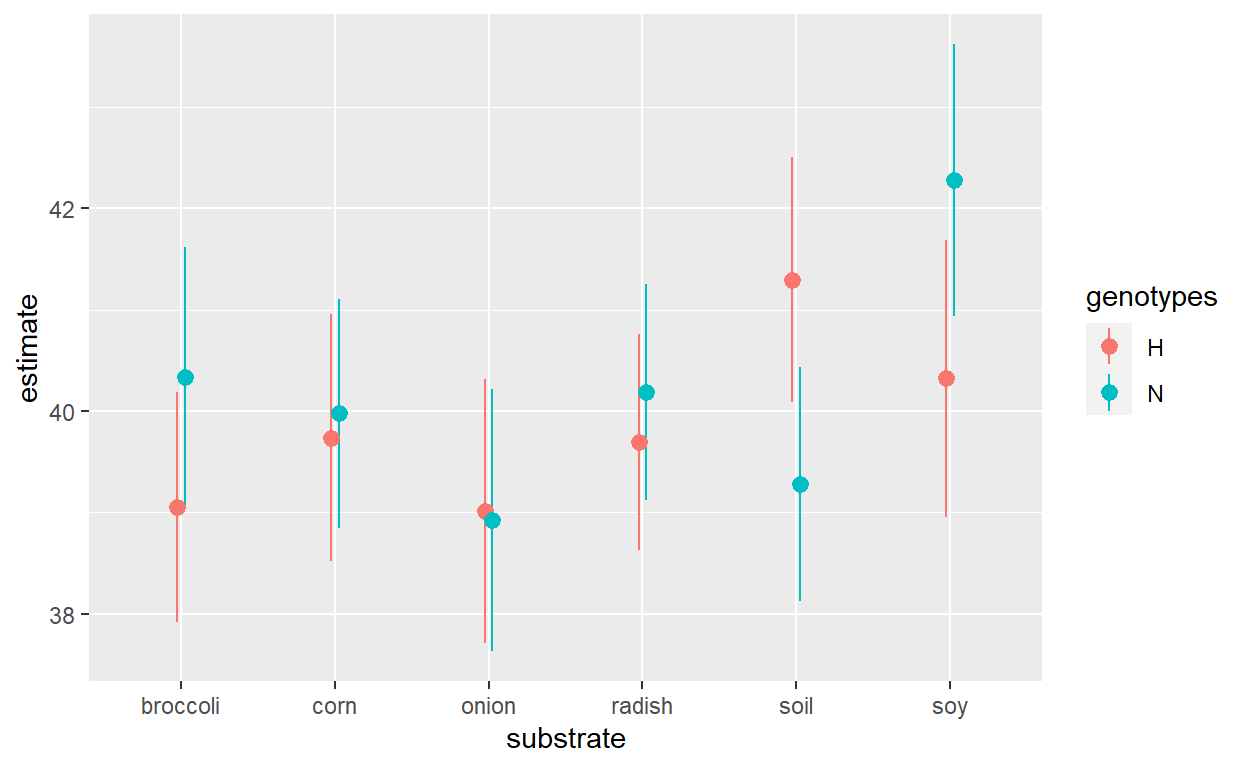 42
40
38
estimate
broccoli corn onion radish soil soy
substrate
genotypes
H
N